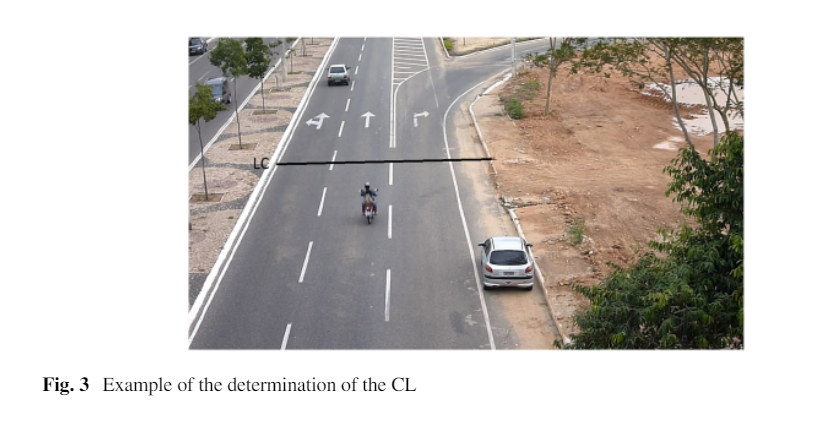 LC
Fig. 3 Example of the determination of the CL